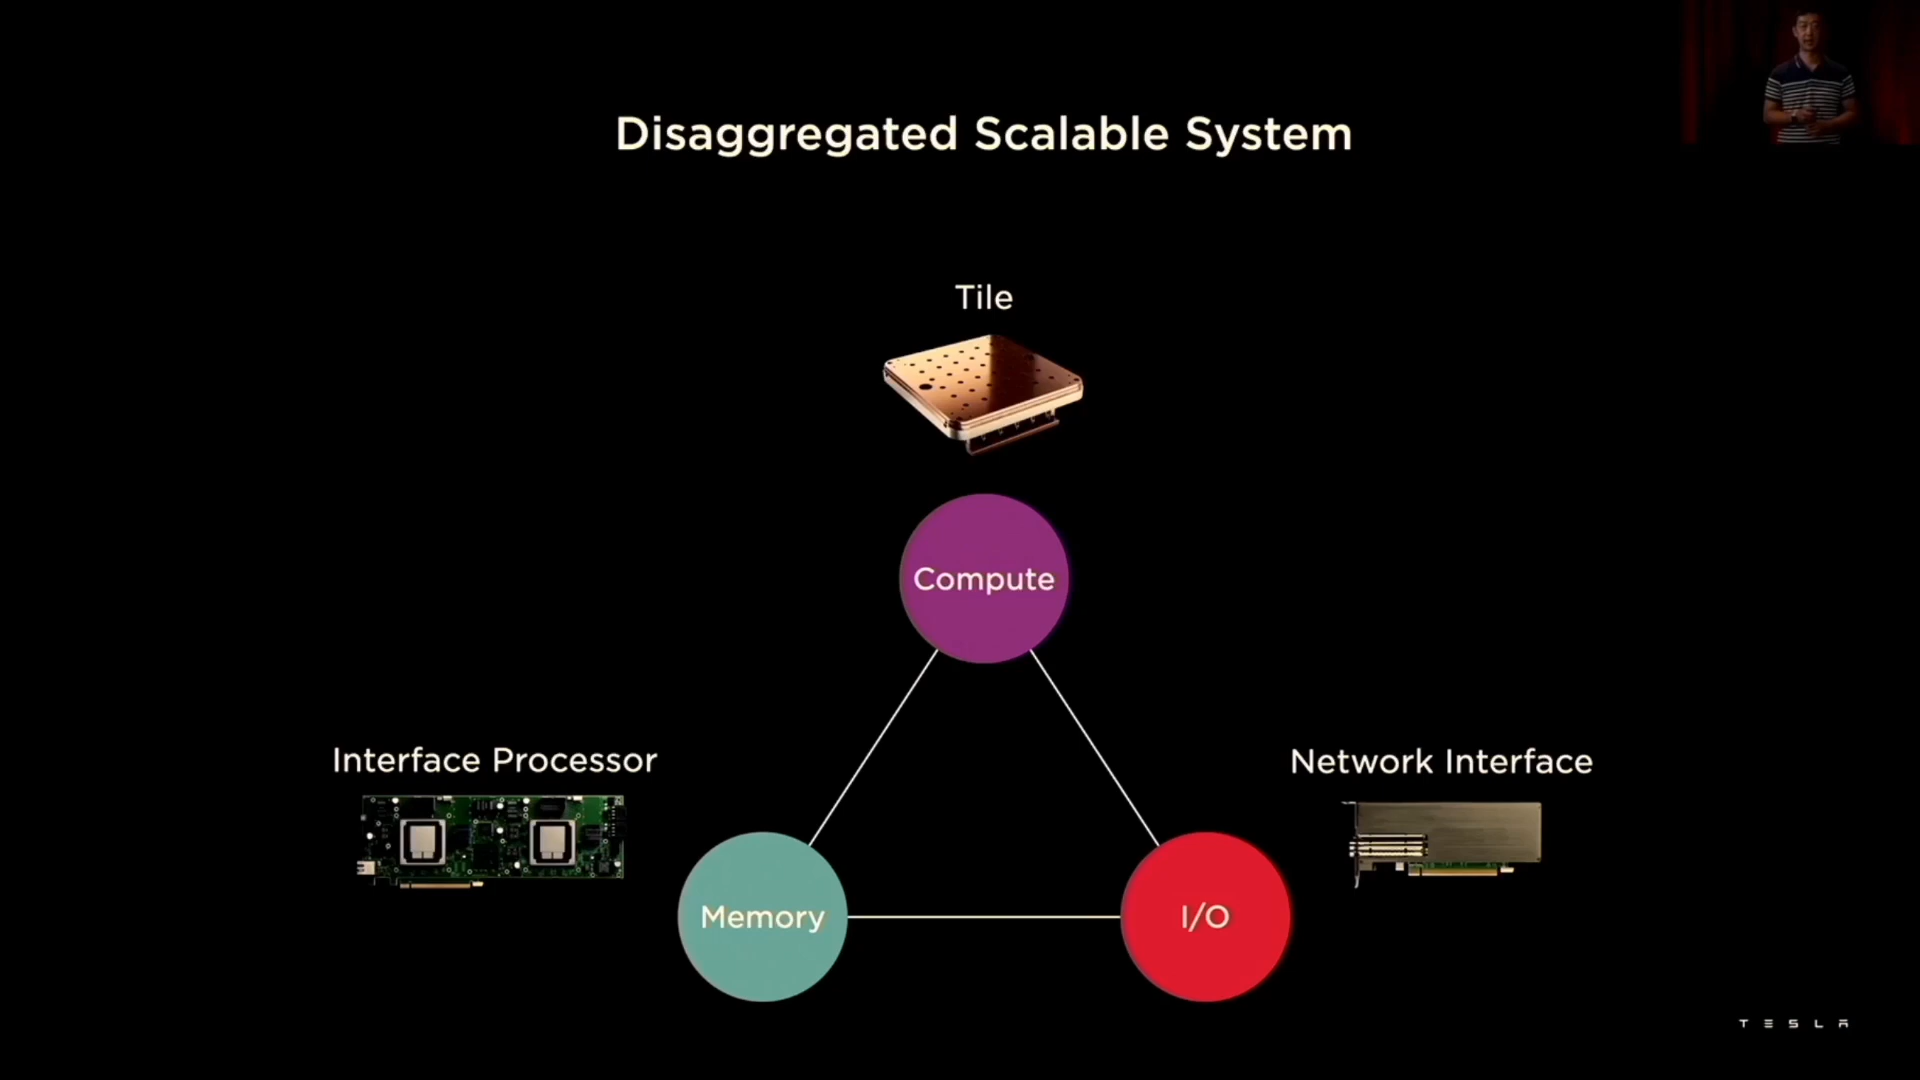 Disaggregated Scalable System
Tile
Compute
Interface Processor
Network Interface
Memory
I/O
TESLA